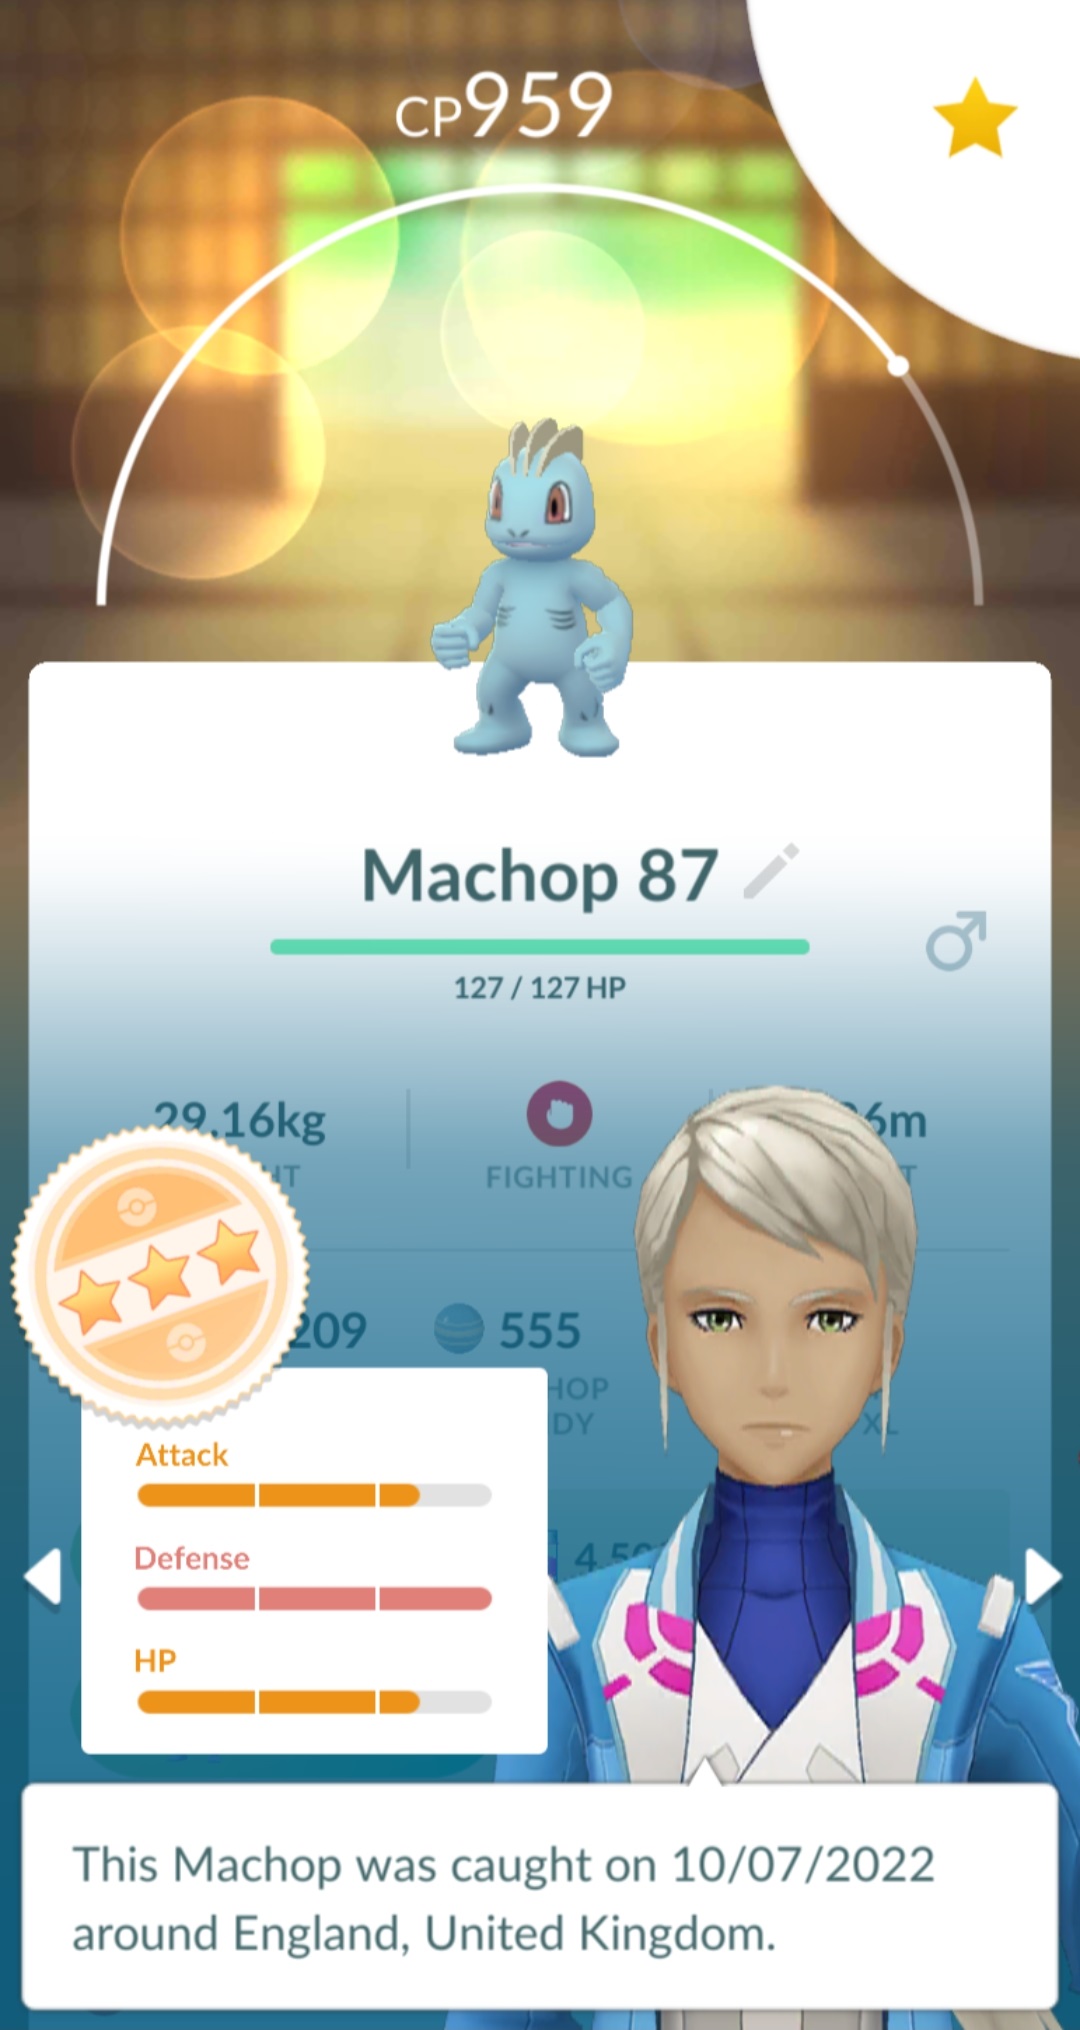 CP959
Machop 87
127 / 127 HP
29.16kg
FIGHTING
209
555
Attack
Defense
HP
This Machop was caught on 10/07/2022
around England, United Kingdom.